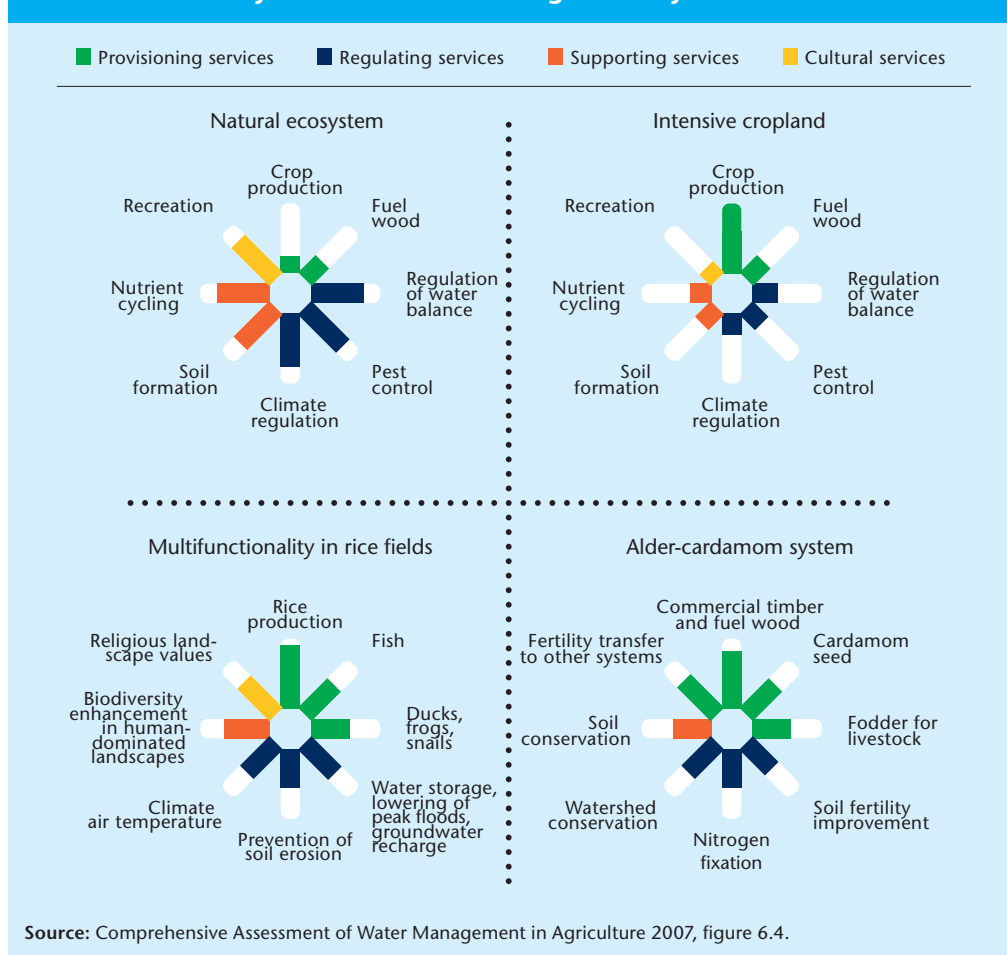 Provisioning services
Regulating services
Supporting services
Cultural services
Natural ecosystem
Crop
production
Fuel
wood
Regulation
of water
balance
Pest
control
Climate
regulation
Soil
formation
Nutrient
cycling
Recreation
Intensive cropland
Crop
production
Fuel
wood
Regulation
of water
balance
Pest
control
Climate
regulation
Soil
formation
Nutrient
cycling
Recreation
Multifunctionality in rice fields
Rice
production
Fish
Ducks,
frogs,
snails
Water storage,
lowering of
peak floods,
groundwater
recharge
Prevention of
soil erosion
Climate
air temperature
Biodiversity
enhancement
in human-
dominated
landscapes
Religious land-
scape values
Alder-cardamom system
Commercial timber
and fuel wood
Cardamom
seed
Fodder for
livestock
Soil fertility
improvement
Nitrogen
fixation
Watershed
conservation
Soil
conservation
Fertility transfer
to other systems
Source: Comprehensive Assessment of Water Management in Agriculture 2007, figure 6.4.